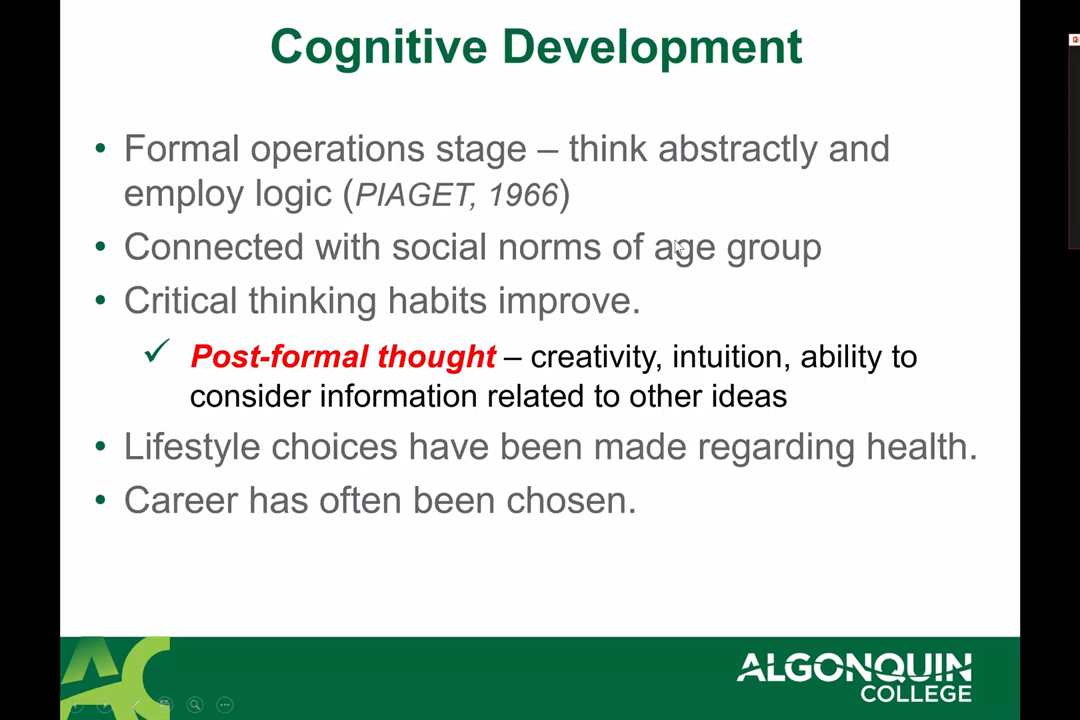 Cognitive Development
• Formal operations stage – think abstractly and
employ logic (PIAGET, 1966)
• Connected with social norms of age group
• Critical thinking habits improve.
✓ Post-formal thought – creativity, intuition, ability to
consider information related to other ideas
• Lifestyle choices have been made regarding health.
• Career has often been chosen.
AC
ALGONQUIN
COLLEGE